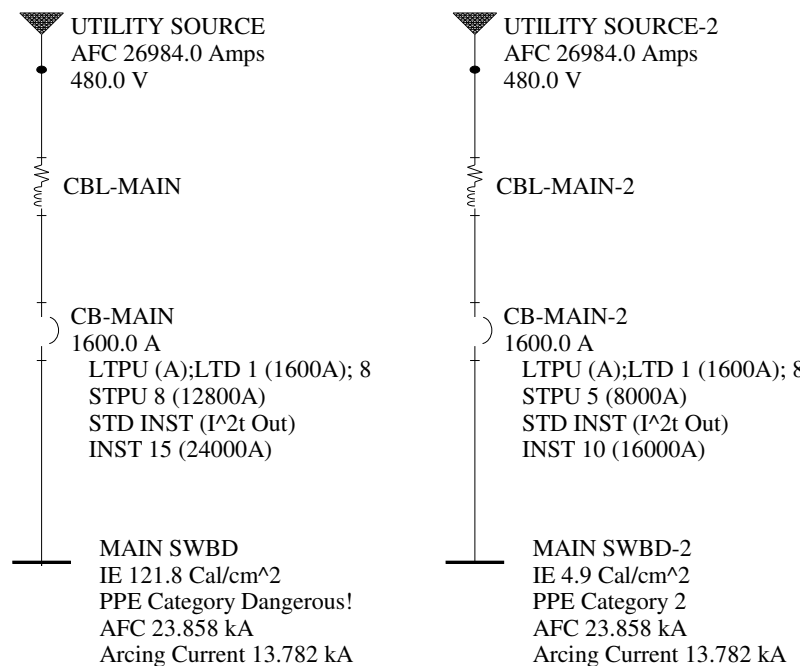 UTILITY SOURCE
AFC 26984.0 Amps
480.0 V
CBL-MAIN
CB-MAIN
1600.0 A
LTPU (A);LTD 1 (1600A); 8
STPU 8 (12800A)
STD INST (I^2t Out)
INST 15 (24000A)
MAIN SWBD
IE 121.8 Cal/cm^2
PPE Category Dangerous!
AFC 23.858 kA
Arcing Current 13.782 kA
UTILITY SOURCE-2
AFC 26984.0 Amps
480.0 V
CBL-MAIN-2
CB-MAIN-2
1600.0 A
LTPU (A);LTD 1 (1600A); 8
STPU 5 (8000A)
STD INST (I^2t Out)
INST 10 (16000A)
MAIN SWBD-2
IE 4.9 Cal/cm^2
PPE Category 2
AFC 23.858 kA
Arcing Current 13.782 kA